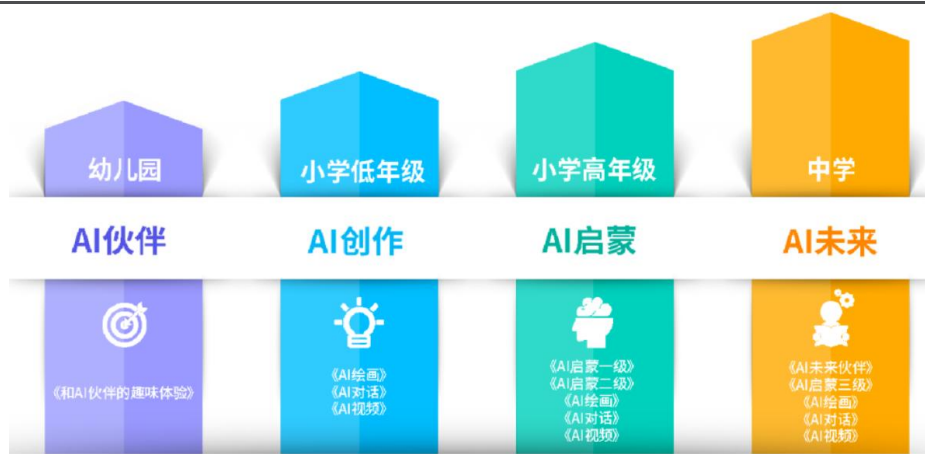 幼儿园
小学低年级
小学高年级
中学
AI伙伴
AI创作
AI启蒙
AI未来
《和AI伙伴的趣味体验》
《AI绘画》
《AI对话》
《AI视频》
《AI启蒙一级》
《AI启蒙二级》
《AI绘画》
《AI对话》
《AI视频》
《AI未来伙伴》
《AI启蒙三级》
《AI绘画》
《AI对话》
《AI视频》